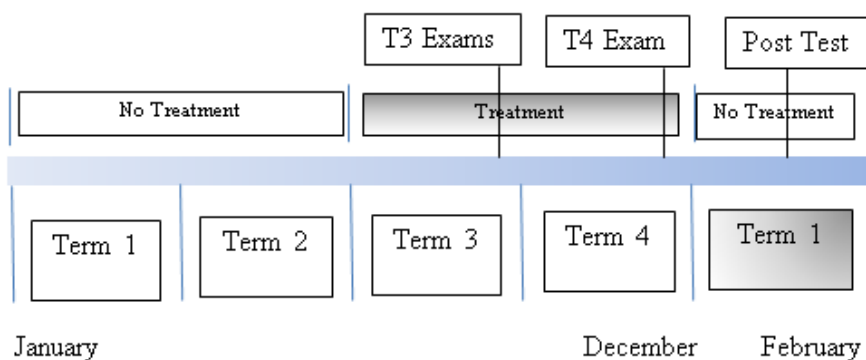 T3 Exams
T4 Exam
Post Test
No Treatment
Treatment
No Treatment
Term 1
Term 2
Term 3
Term 4
Term 1
January
December
February